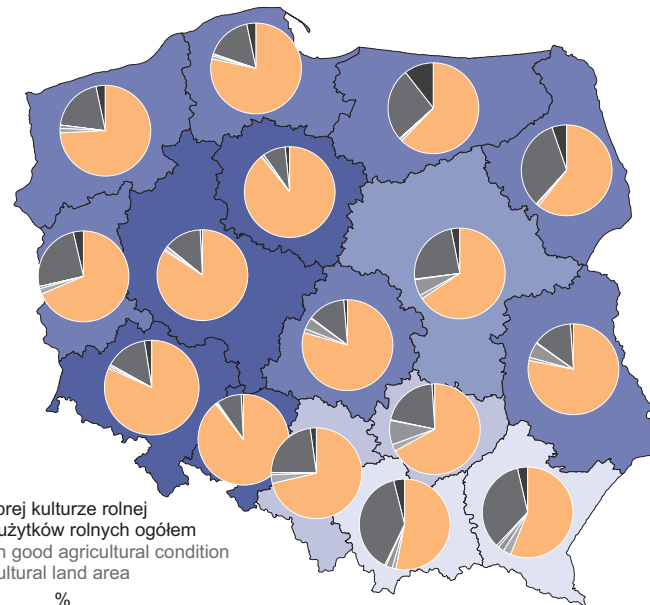 orej kulturze rolnej
użytków rolnych ogółem
n good agricultural condition
ultural land area
%